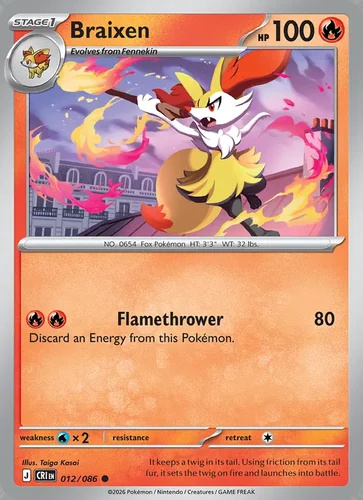 STAGE1
Braixen
HP 100
Evolves from Fennekin
NO. 0654 Fox Pokémon HT: 3'3" WT: 32 lbs.
Flamethrower 80
Discard an Energy from this Pokémon.
weakness ×2 resistance retreat
Illus. Taiga Kasai
J CRI EN 012/086
It keeps a twig in its tail. Using friction from its tail
fur, it sets the twig on fire and launches into battle.
©2026 Pokémon / Nintendo / Creatures / GAME FREAK